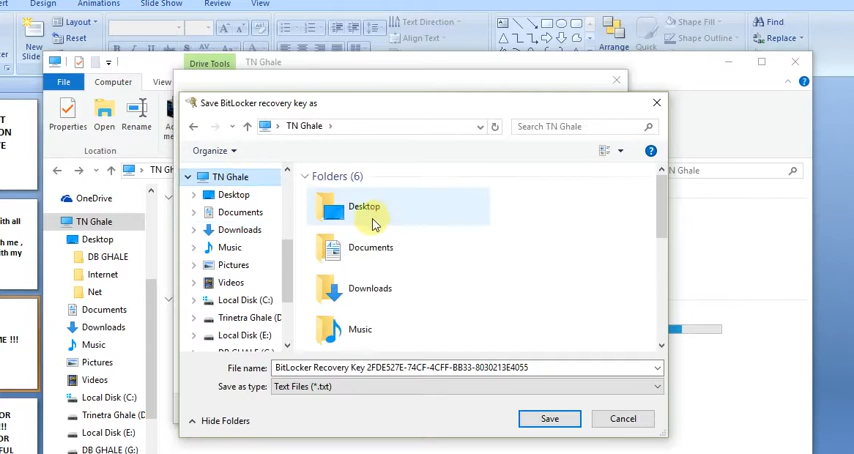 Design
Animations
Slide Show
Review
View
New
Slide
Layout
Reset
Text Direction
Align Text
Arrange
Quick
Shape Fill
Shape Outline
Find
Replace
Drive Tools
TN Ghale
File
Computer
View
Properties
Open
Rename
Location
Save BitLocker recovery key as
TN Ghale
Search TN Ghale
Organize
TN Ghale
Desktop
Documents
Downloads
Music
Pictures
Videos
Local Disk (C:)
Trinetra Ghale (D
Local Disk (E:)
Folders (6)
Desktop
Documents
Downloads
Music
File name: BitLocker Recovery Key 2FDE527E-74CF-4CFF-BB33-8030213E4055
Save as type: Text Files (*.txt)
Hide Folders
Save
Cancel
OneDrive
TN Ghale
Desktop
DB GHALE
Internet
Net
Documents
Downloads
Music
Pictures
Videos
Local Disk (C:)
Trinetra Ghale (D:
Local Disk (E:)
DB GHALE (G:)